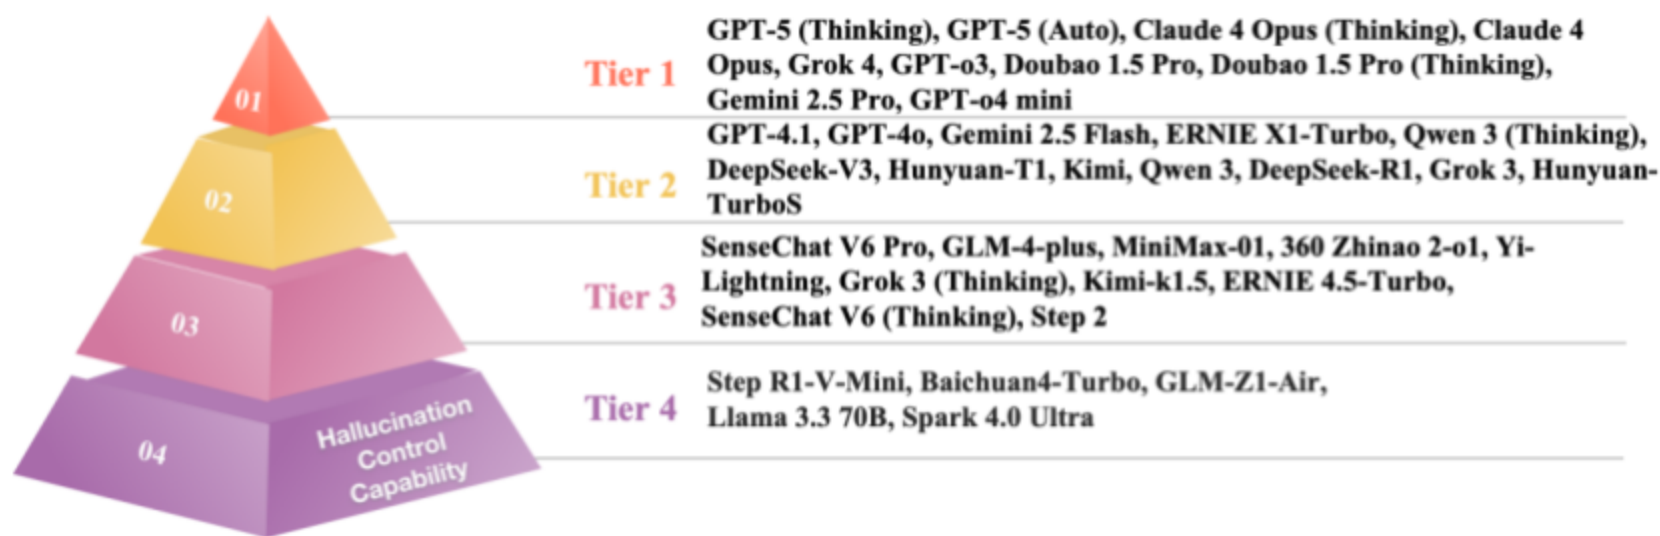 01
Tier 1
GPT-5 (Thinking), GPT-5 (Auto), Claude 4 Opus (Thinking), Claude 4
Opus, Grok 4, GPT-o3, Doubao 1.5 Pro, Doubao 1.5 Pro (Thinking),
Gemini 2.5 Pro, GPT-o4 mini
02
Tier 2
GPT-4.1, GPT-4o, Gemini 2.5 Flash, ERNIE X1-Turbo, Qwen 3 (Thinking),
DeepSeek-V3, Hunyuan-T1, Kimi, Qwen 3, DeepSeek-R1, Grok 3, Hunyuan-
TurboS
03
Tier 3
SenseChat V6 Pro, GLM-4-plus, MiniMax-01, 360 Zhinao 2-o1, Yi-
Lightning, Grok 3 (Thinking), Kimi-k1.5, ERNIE 4.5-Turbo,
SenseChat V6 (Thinking), Step 2
04
Hallucination
Control
Capability
Tier 4
Step R1-V-Mini, Baichuan4-Turbo, GLM-Z1-Air,
Llama 3.3 70B, Spark 4.0 Ultra